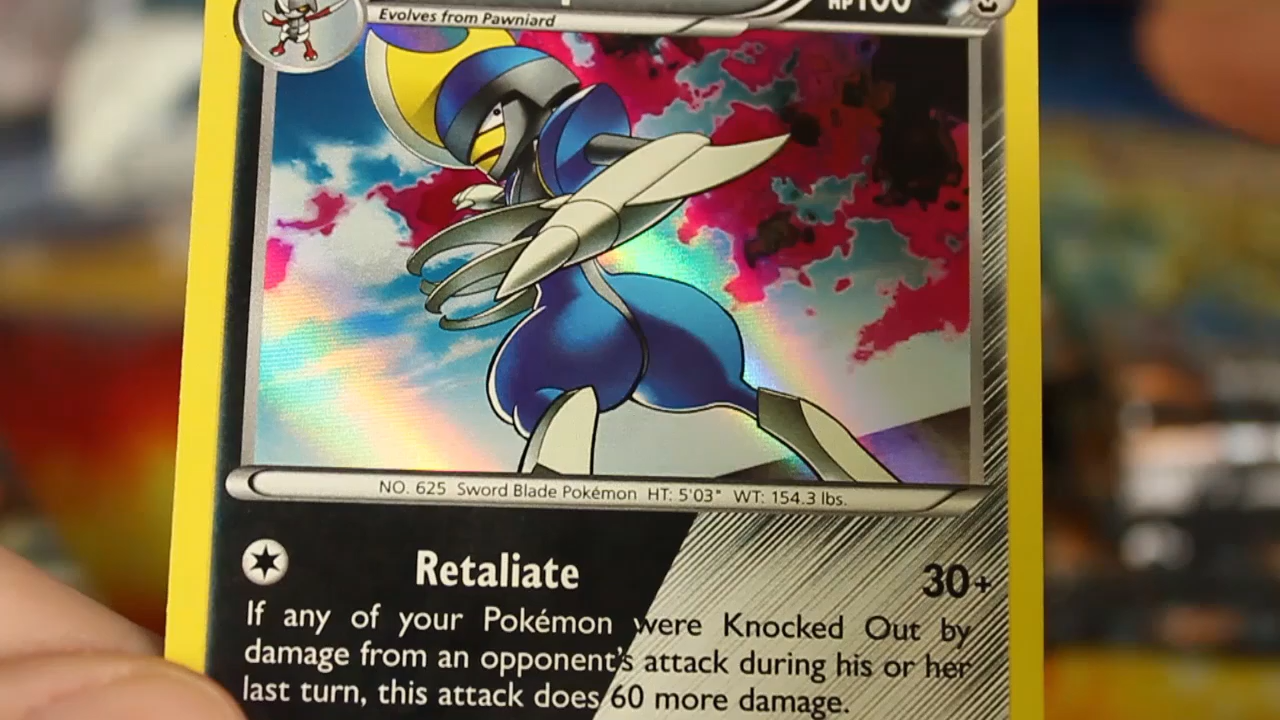 HP100
Evolves from Pawniard
NO. 625 Sword Blade Pokémon HT: 5'03" WT: 154.3 lbs.
Retaliate 30+
If any of your Pokémon were Knocked Out by
damage from an opponent's attack during his or her
last turn, this attack does 60 more damage.